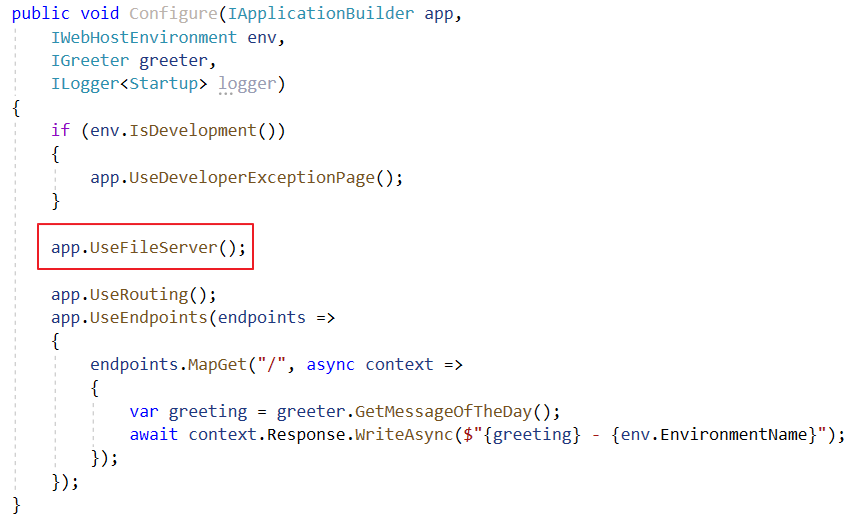 public void Configure(IApplicationBuilder app,
    IWebHostEnvironment env,
    IGreeter greeter,
    ILogger<Startup> logger)
{
    if (env.IsDevelopment())
    {
        app.UseDeveloperExceptionPage();
    }

    app.UseFileServer();

    app.UseRouting();
    app.UseEndpoints(endpoints =>
    {
        endpoints.MapGet("/", async context =>
        {
            var greeting = greeter.GetMessageOfTheDay();
            await context.Response.WriteAsync($"{greeting} - {env.EnvironmentName}");
        });
    });
}